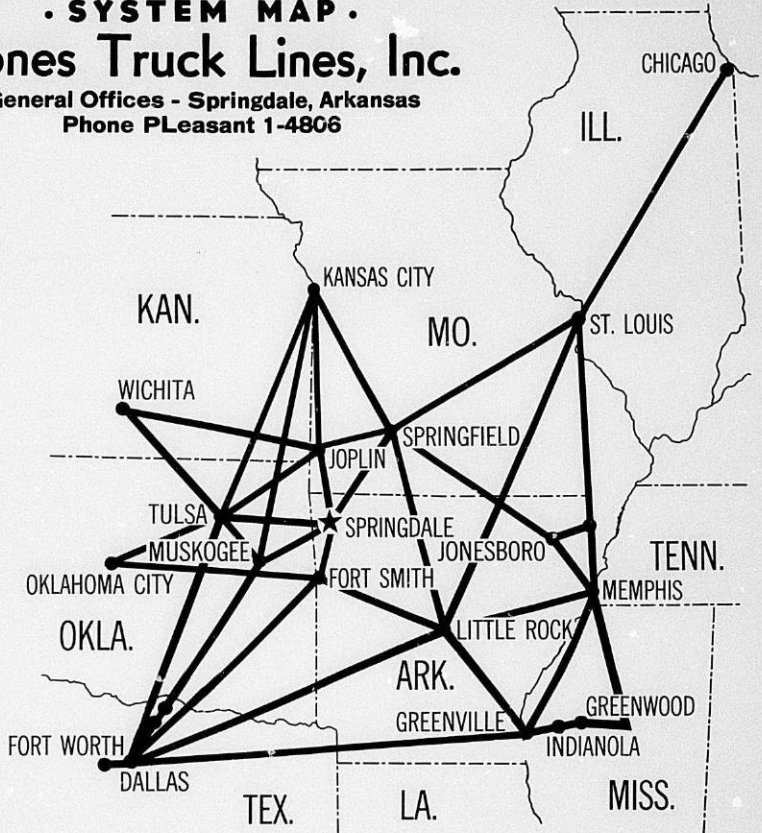 · SYSTEM MAP ·
ones Truck Lines, Inc.
General Offices - Springdale, Arkansas
Phone PLeasant 1-4806
CHICAGO
ILL.
KANSAS CITY
KAN.
MO.
ST. LOUIS
WICHITA
SPRINGFIELD
JOPLIN
TULSA
SPRINGDALE
MUSKOGEE
JONESBORO
TENN.
OKLAHOMA CITY
FORT SMITH
MEMPHIS
OKLA.
LITTLE ROCK
ARK.
GREENVILLE
GREENWOOD
FORT WORTH
INDIANOLA
DALLAS
TEX.
LA.
MISS.